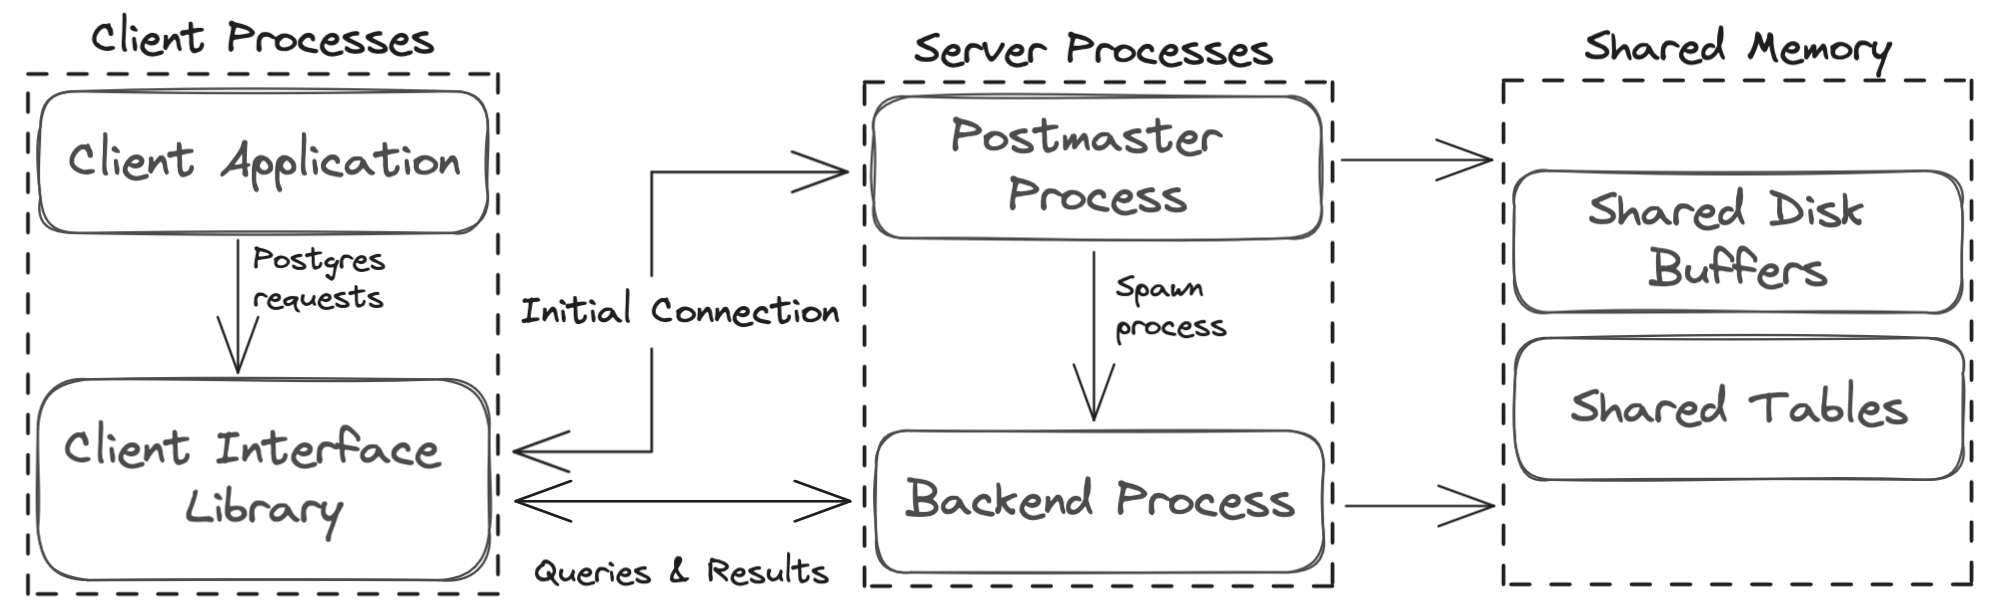 Client Processes
Client Application
Postgres
requests
Client Interface
Library
Initial Connection
Queries & Results
Server Processes
Postmaster
Process
Spawn
process
Backend Process
Shared Memory
Shared Disk
Buffers
Shared Tables